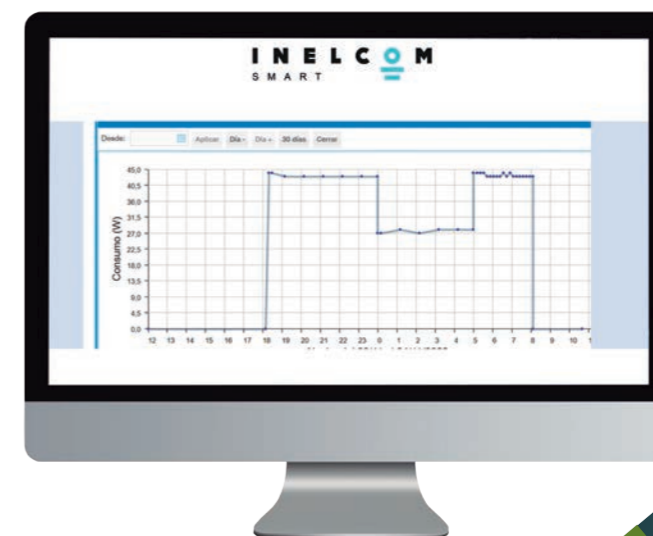 INELCOM
SMART
Desde: Aplicar Día - Día + 30 días Cerrar
Consumo (W)
45,0
40,5
36,0
31,5
27,0
22,5
18,0
13,5
9,0
4,5
0,0
12 13 14 15 16 17 18 19 20 21 22 23 0 1 2 3 4 5 6 7 8 9 10